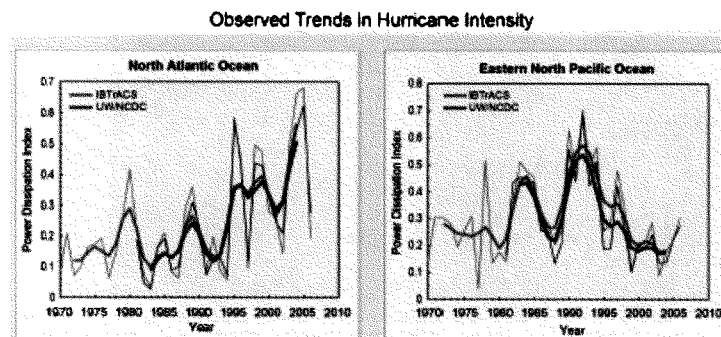 Observed Trends in Hurricane Intensity
North Atlantic Ocean
IBTrACS
UW/NCDC
Power Dissipation Index
0.7
0.6
0.5
0.4
0.3
0.2
0.1
0
1970 1975 1980 1985 1990 1995 2000 2005 2010
Year
Eastern North Pacific Ocean
IBTrACS
UW/NCDC
Power Dissipation Index
0.8
0.7
0.6
0.5
0.4
0.3
0.2
0.1
0
1970 1975 1980 1985 1990 1995 2000 2005 2010
Year